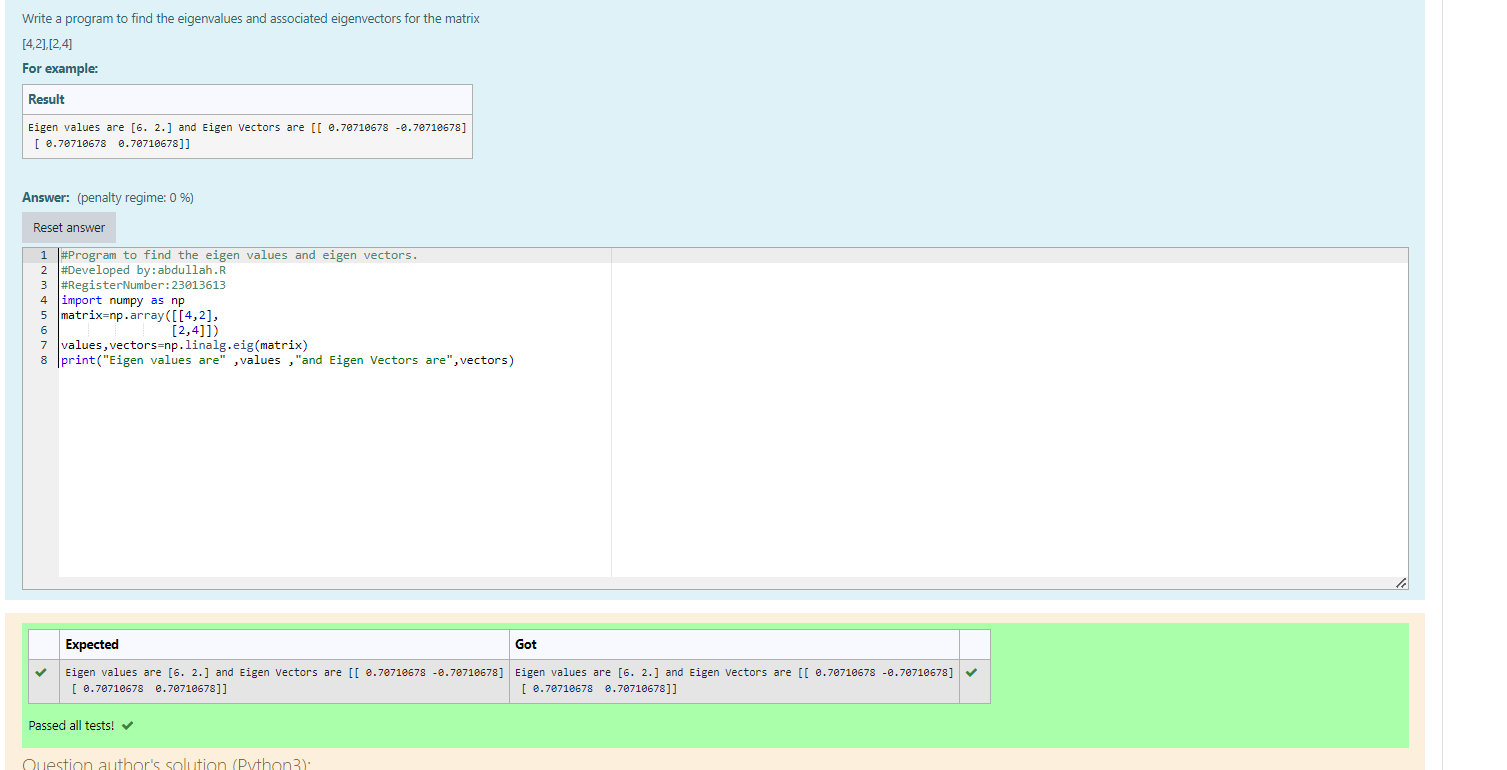 Write a program to find the eigenvalues and associated eigenvectors for the matrix
[4,2],[2,4]
For example:
Result
Eigen values are [6. 2.] and Eigen Vectors are [[ 0.70710678 -0.70710678]
 [ 0.70710678  0.70710678]]
Answer: (penalty regime: 0 %)
Reset answer
1 #Program to find the eigen values and eigen vectors.
2 #Developed by:abdullah.R
3 #RegisterNumber:23013613
4 import numpy as np
5 matrix=np.array([[4,2],
6                [2,4]])
7 values,vectors=np.linalg.eig(matrix)
8 print("Eigen values are" ,values ,"and Eigen Vectors are",vectors)
Expected Got
Eigen values are [6. 2.] and Eigen Vectors are [[ 0.70710678 -0.70710678] Eigen values are [6. 2.] and Eigen Vectors are [[ 0.70710678 -0.70710678]
 [ 0.70710678  0.70710678]]  [ 0.70710678  0.70710678]]
Passed all tests!
Question author's solution (Python3):